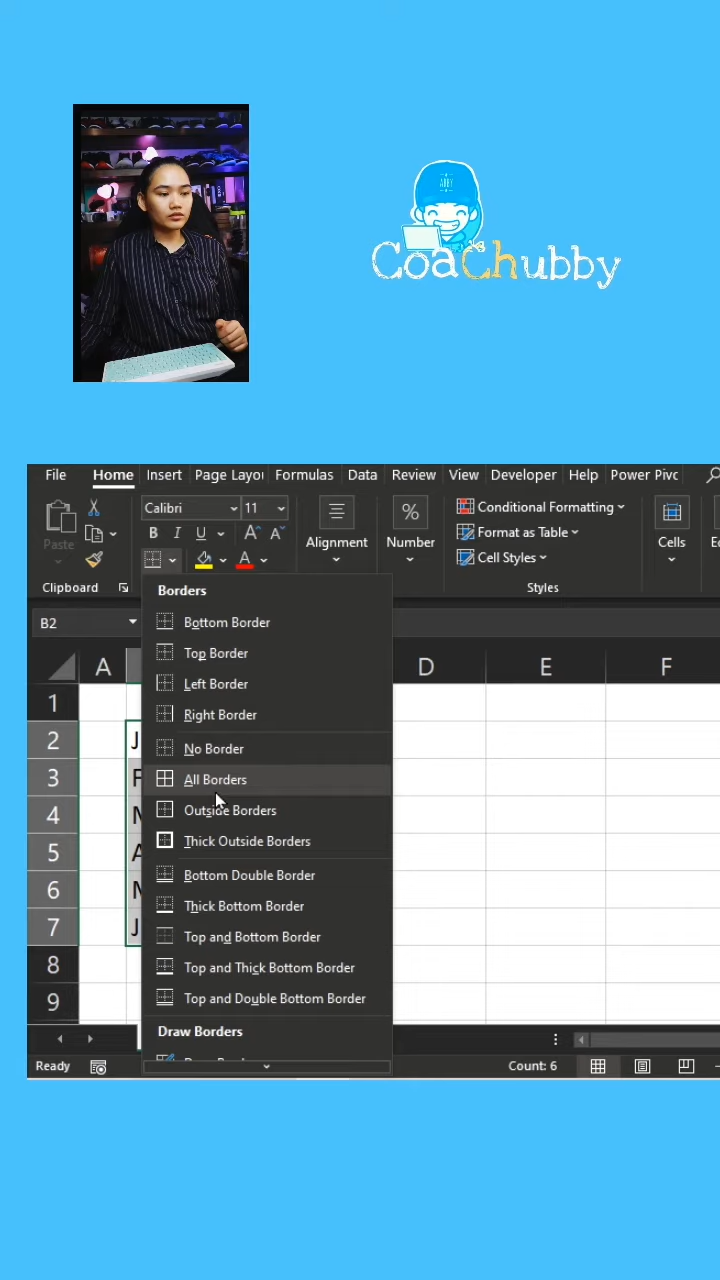 ABBY
CoaChubby
File Home Insert Page Layou Formulas Data Review View Developer Help Power Pivc
Calibri 11
Paste
B I U A A
A
Alignment
%
Number
Conditional Formatting
Format as Table
Cell Styles
Cells
Clipboard
Styles
B2
Borders
Bottom Border
Top Border
Left Border
Right Border
No Border
All Borders
Outside Borders
Thick Outside Borders
Bottom Double Border
Thick Bottom Border
Top and Bottom Border
Top and Thick Bottom Border
Top and Double Bottom Border
Draw Borders
A D E F
1
2 J
3
4
5
6
7 J
8
9
Ready
Count: 6